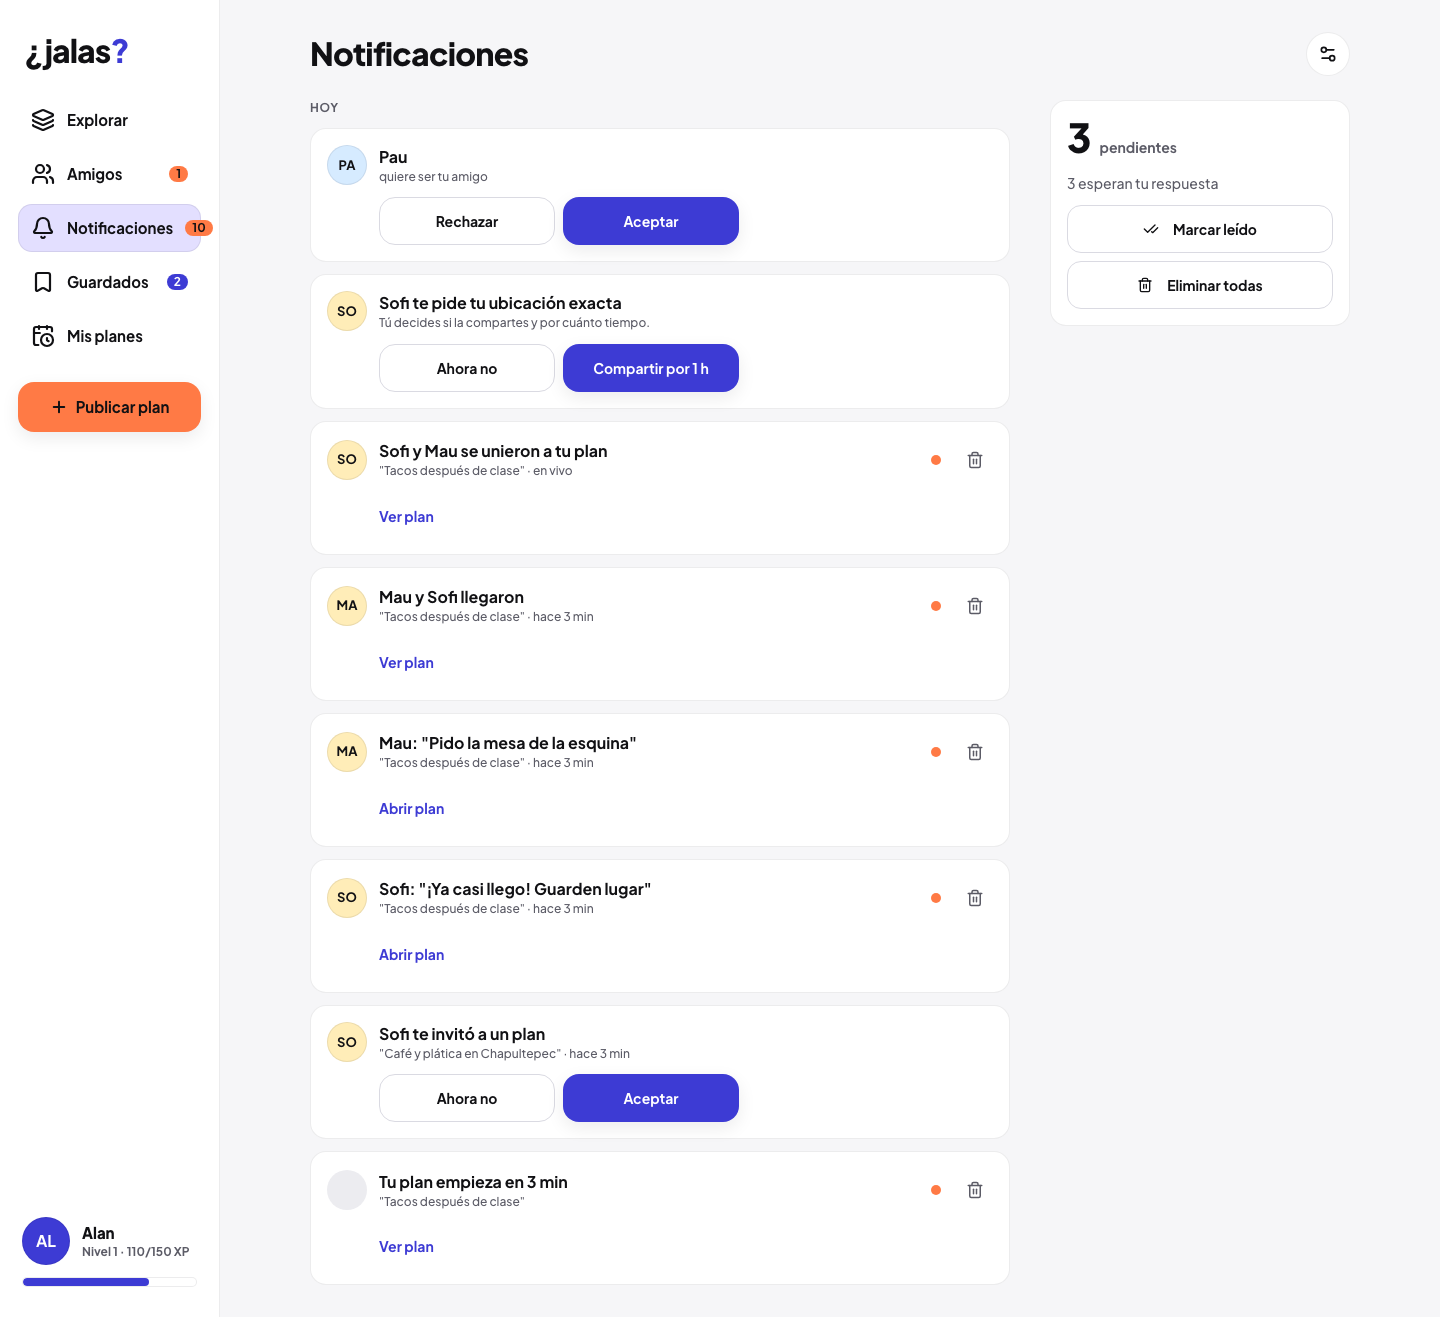 ¿jalas?
Explorar
Amigos 1
Notificaciones 10
Guardados 2
Mis planes
+ Publicar plan
AL
Alan
Nivel 1 · 110/150 XP
Notificaciones
HOY
PA
Pau
quiere ser tu amigo
Rechazar
Aceptar
SO
Sofi te pide tu ubicación exacta
Tú decides si la compartes y por cuánto tiempo.
Ahora no
Compartir por 1 h
SO
Sofi y Mau se unieron a tu plan
"Tacos después de clase" · en vivo
Ver plan
MA
Mau y Sofi llegaron
"Tacos después de clase" · hace 3 min
Ver plan
MA
Mau: "Pido la mesa de la esquina"
"Tacos después de clase" · hace 3 min
Abrir plan
SO
Sofi: "¡Ya casi llego! Guarden lugar"
"Tacos después de clase" · hace 3 min
Abrir plan
SO
Sofi te invitó a un plan
"Café y plática en Chapultepec" · hace 3 min
Ahora no
Aceptar
Tu plan empieza en 3 min
"Tacos después de clase"
Ver plan
3 pendientes
3 esperan tu respuesta
Marcar leído
Eliminar todas